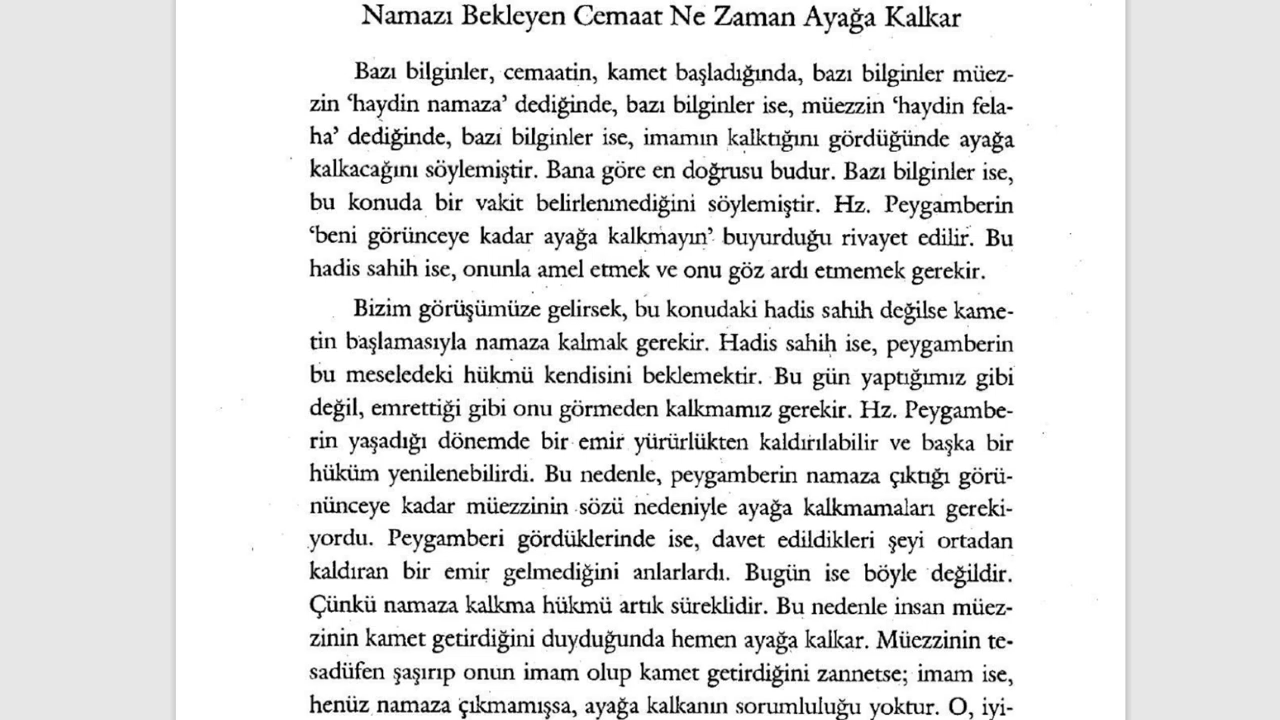 Namazı Bekleyen Cemaat Ne Zaman Ayağa Kalkar
Bazı bilginler, cemaatin, kamet başladığında, bazı bilginler müez-
zin ‘haydin namaza’ dediğinde, bazı bilginler ise, müezzin ‘haydin fela-
ha’ dediğinde, bazı bilginler ise, imamın kalktığını gördüğünde ayağa
kalkacağını söylemiştir. Bana göre en doğrusu budur. Bazı bilginler ise,
bu konuda bir vakit belirlenmediğini söylemiştir. Hz. Peygamberin
‘beni görünceye kadar ayağa kalkmayın’ buyurduğu rivayet edilir. Bu
hadis sahih ise, onunla amel etmek ve onu göz ardı etmemek gerekir.
Bizim görüşümüze gelirsek, bu konudaki hadis sahih değilse kame-
tin başlamasıyla namaza kalmak gerekir. Hadis sahih ise, peygamberin
bu meseledeki hükmü kendisini beklemektir. Bu gün yaptığımız gibi
değil, emrettiği gibi onu görmeden kalkmamız gerekir. Hz. Peygambe-
rin yaşadığı dönemde bir emir yürürlükten kaldırılabilir ve başka bir
hüküm yenilenebilirdi. Bu nedenle, peygamberin namaza çıktığı görü-
nünceye kadar müezzinin sözü nedeniyle ayağa kalkmamaları gereki-
yordu. Peygamberi gördüklerinde ise, davet edildikleri şeyi ortadan
kaldıran bir emir gelmediğini anlarlardı. Bugün ise böyle değildir.
Çünkü namaza kalkma hükmü artık süreklidir. Bu nedenle insan müez-
zinin kamet getirdiğini duyduğunda hemen ayağa kalkar. Müezzinin te-
sadüfen şaşırıp onun imam olup kamet getirdiğini zannetse; imam ise,
henüz namaza çıkmamışsa, ayağa kalkanın sorumluluğu yoktur. O, iyi-